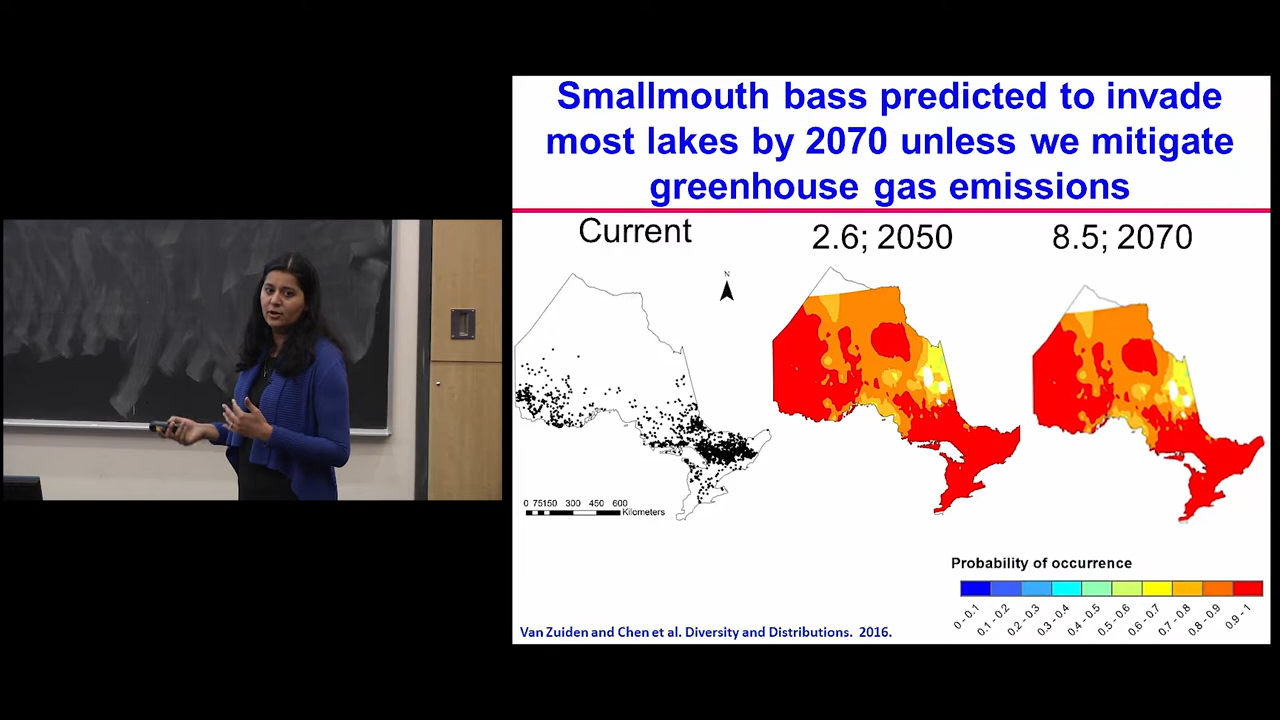 Smallmouth bass predicted to invade
most lakes by 2070 unless we mitigate
greenhouse gas emissions
Current
2.6; 2050
8.5; 2070
N
0 75150 300 450 600
Kilometers
Probability of occurrence
0 - 0.1
0.1 - 0.2
0.2 - 0.3
0.3 - 0.4
0.4 - 0.5
0.5 - 0.6
0.6 - 0.7
0.7 - 0.8
0.8 - 0.9
0.9 - 1
Van Zuiden and Chen et al. Diversity and Distributions. 2016.